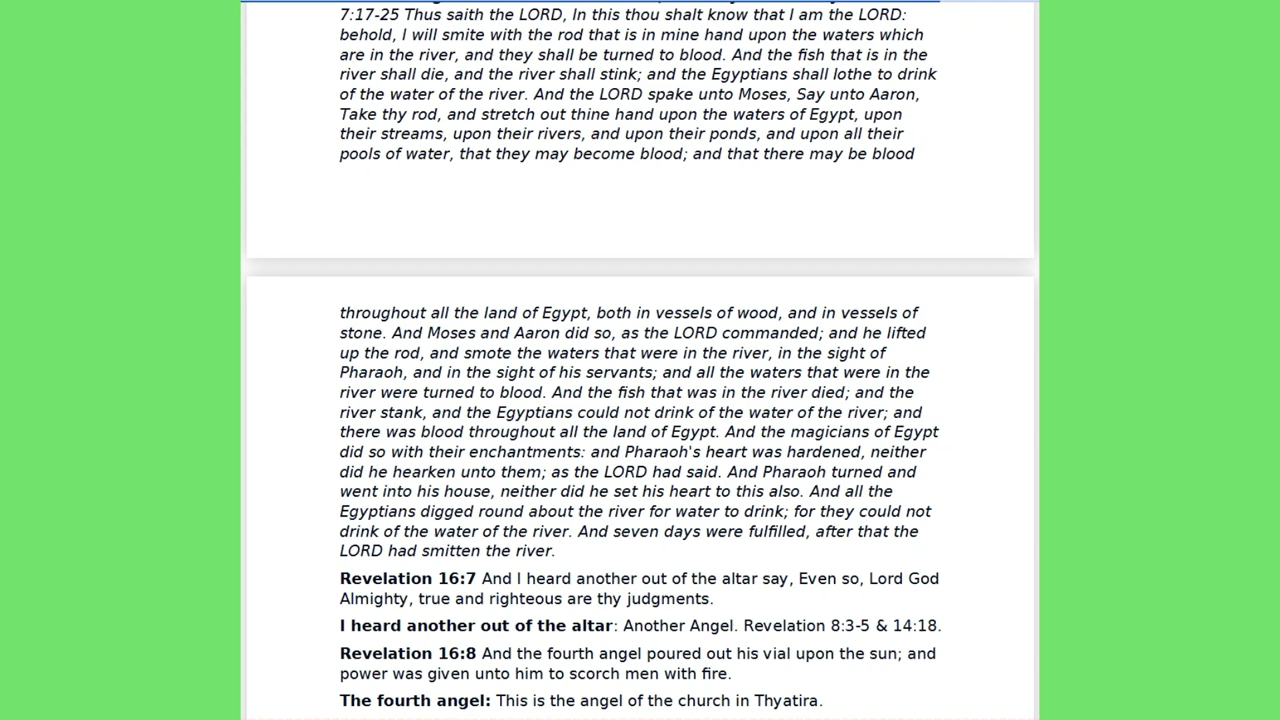 7:17-25 Thus saith the LORD, In this thou shalt know that I am the LORD:
behold, I will smite with the rod that is in mine hand upon the waters which
are in the river, and they shall be turned to blood. And the fish that is in the
river shall die, and the river shall stink; and the Egyptians shall lothe to drink
of the water of the river. And the LORD spake unto Moses, Say unto Aaron,
Take thy rod, and stretch out thine hand upon the waters of Egypt, upon
their streams, upon their rivers, and upon their ponds, and upon all their
pools of water, that they may become blood; and that there may be blood
throughout all the land of Egypt, both in vessels of wood, and in vessels of
stone. And Moses and Aaron did so, as the LORD commanded; and he lifted
up the rod, and smote the waters that were in the river, in the sight of
Pharaoh, and in the sight of his servants; and all the waters that were in the
river were turned to blood. And the fish that was in the river died; and the
river stank, and the Egyptians could not drink of the water of the river; and
there was blood throughout all the land of Egypt. And the magicians of Egypt
did so with their enchantments: and Pharaoh's heart was hardened, neither
did he hearken unto them; as the LORD had said. And Pharaoh turned and
went into his house, neither did he set his heart to this also. And all the
Egyptians digged round about the river for water to drink; for they could not
drink of the water of the river. And seven days were fulfilled, after that the
LORD had smitten the river.
Revelation 16:7 And I heard another out of the altar say, Even so, Lord God
Almighty, true and righteous are thy judgments.
I heard another out of the altar: Another Angel. Revelation 8:3-5 & 14:18.
Revelation 16:8 And the fourth angel poured out his vial upon the sun; and
power was given unto him to scorch men with fire.
The fourth angel: This is the angel of the church in Thyatira.